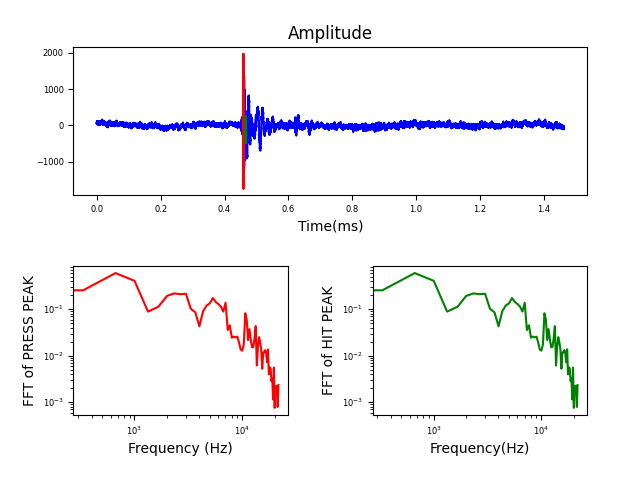 Amplitude
2000
1000
0
−1000
0.0 0.2 0.4 0.6 0.8 1.0 1.2 1.4
Time(ms)
FFT of PRESS PEAK
10⁻¹
10⁻²
10⁻³
10³ 10⁴
Frequency (Hz)
FFT of HIT PEAK
10⁻¹
10⁻²
10⁻³
10³ 10⁴
Frequency(Hz)